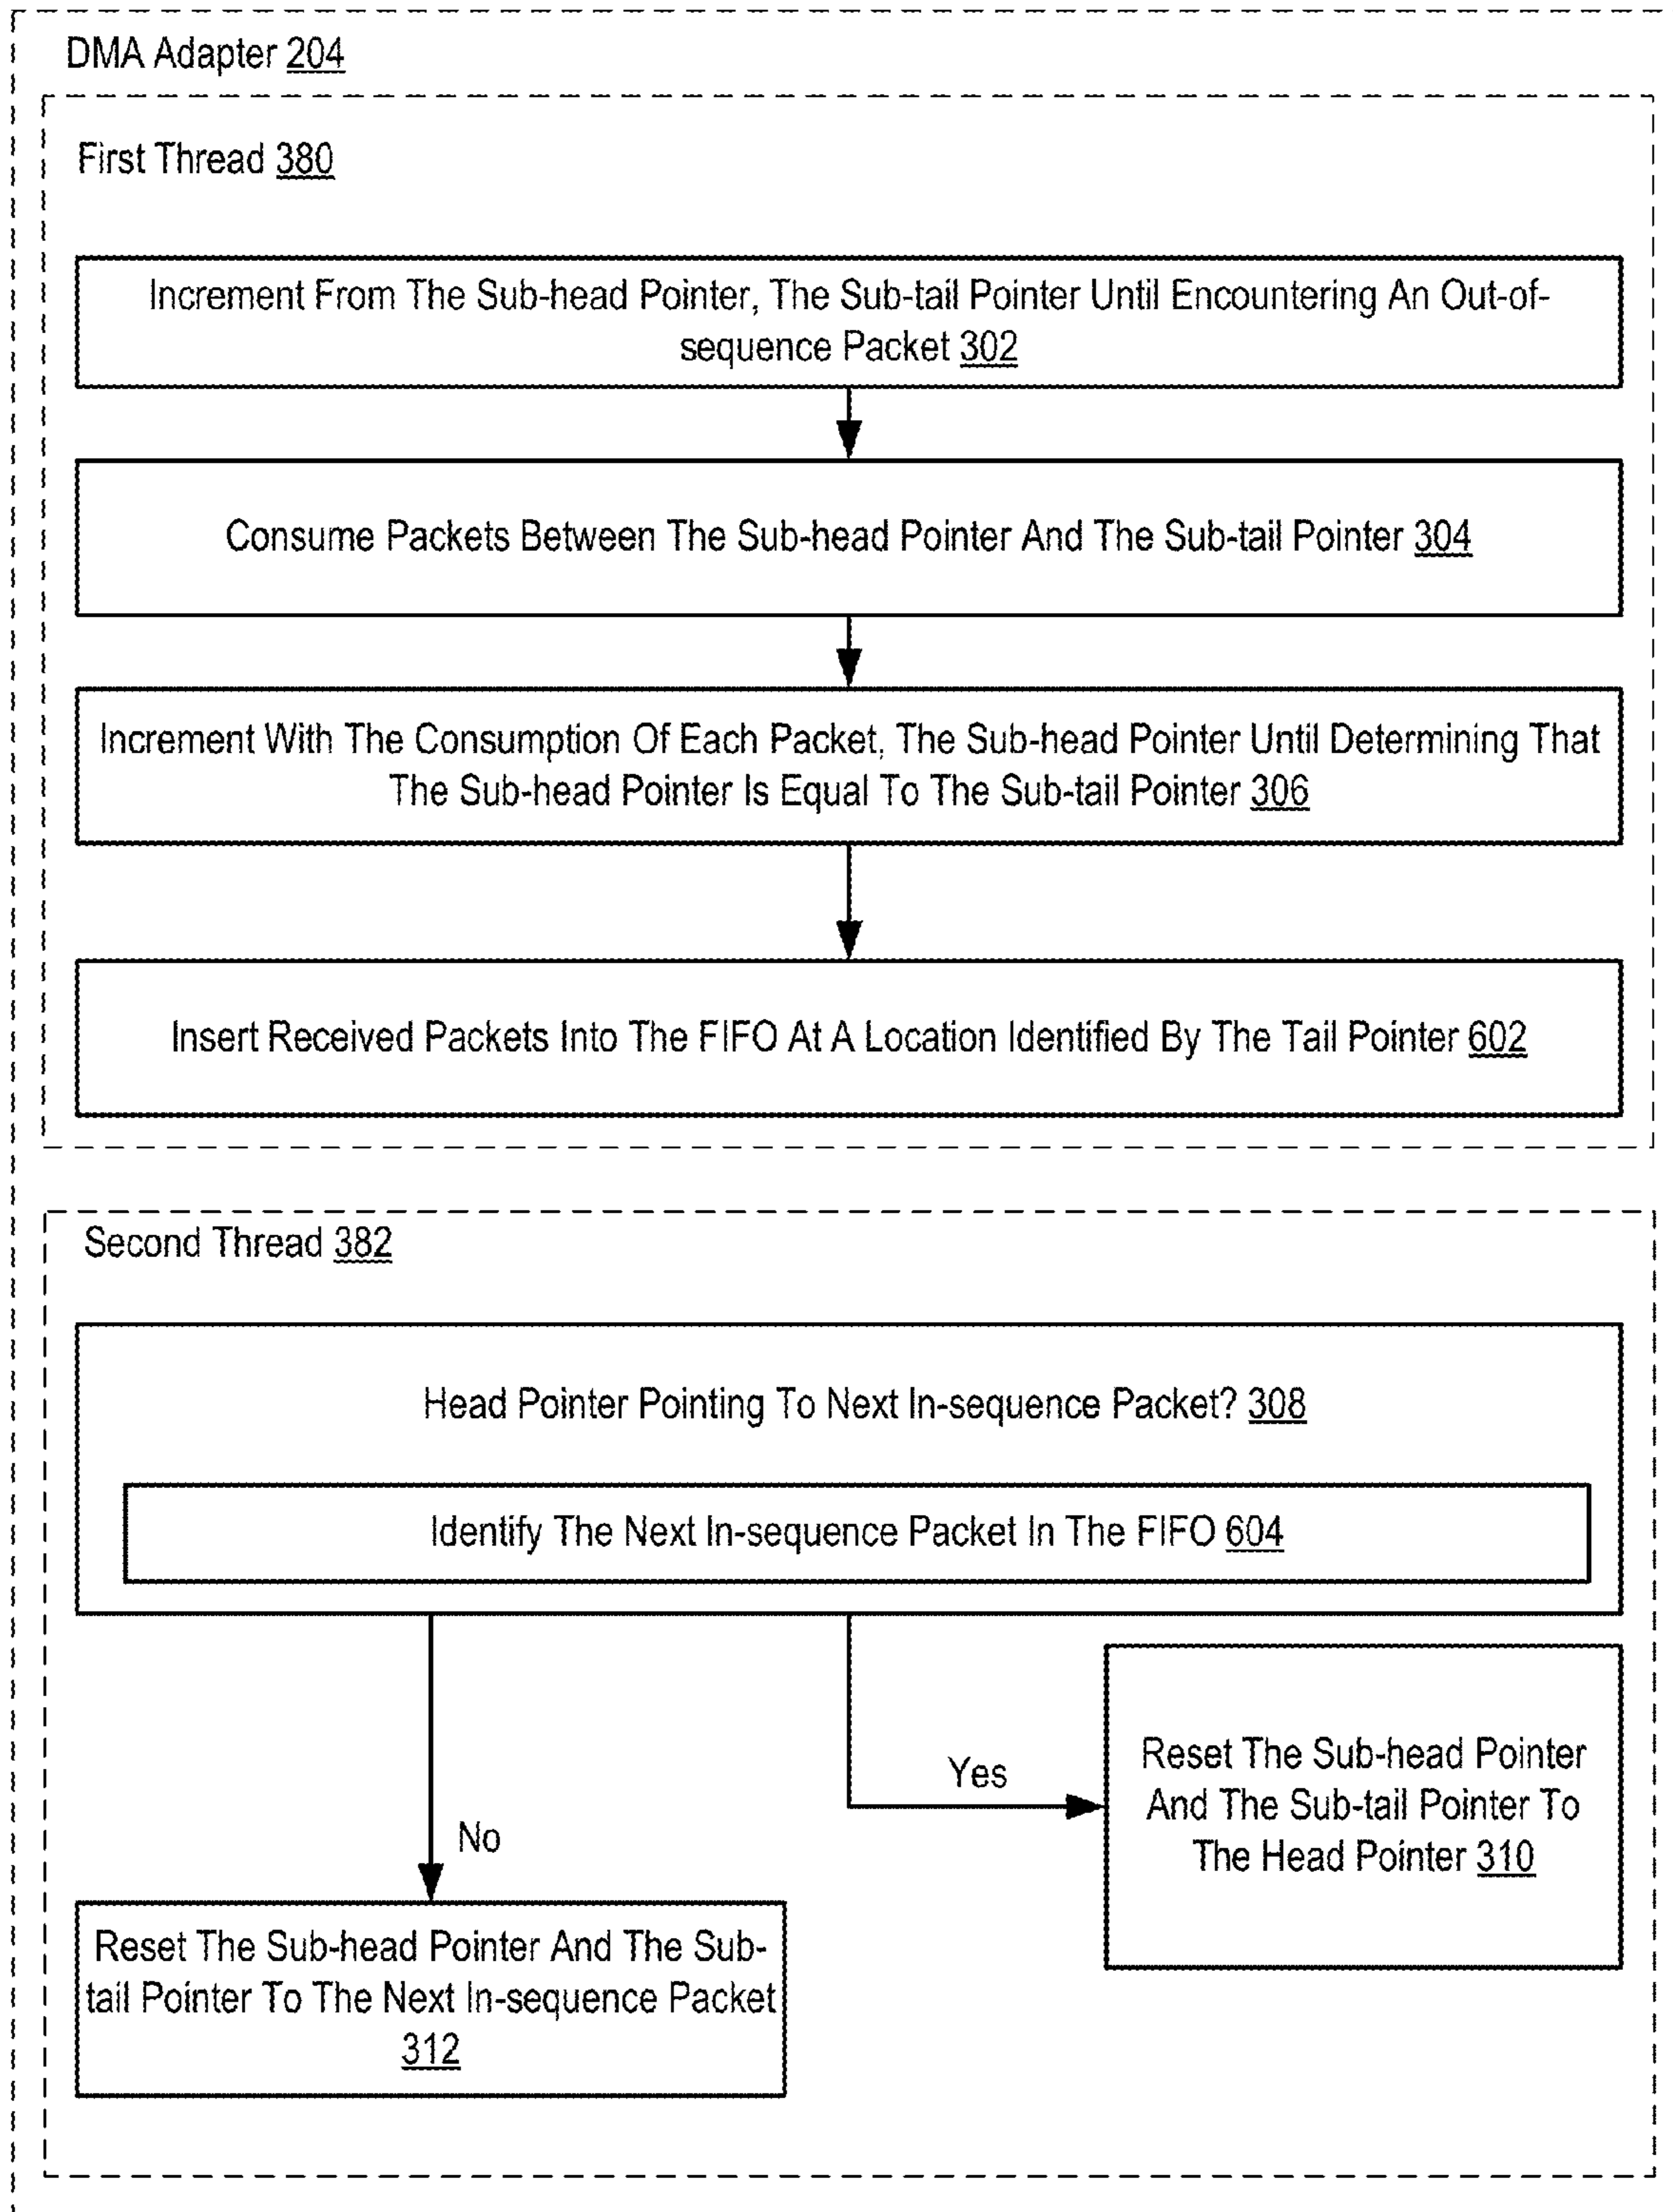 DMA Adapter 204
First Thread 380
Increment From The Sub-head Pointer, The Sub-tail Pointer Until Encountering An Out-of-
sequence Packet 302
Consume Packets Between The Sub-head Pointer And The Sub-tail Pointer 304
Increment With The Consumption Of Each Packet, The Sub-head Pointer Until Determining That
The Sub-head Pointer Is Equal To The Sub-tail Pointer 306
Insert Received Packets Into The FIFO At A Location Identified By The Tail Pointer 602
Second Thread 382
Head Pointer Pointing To Next In-sequence Packet? 308
Identify The Next In-sequence Packet In The FIFO 604
Yes
Reset The Sub-head Pointer
And The Sub-tail Pointer To
The Head Pointer 310
No
Reset The Sub-head Pointer And The Sub-
tail Pointer To The Next In-sequence Packet
312